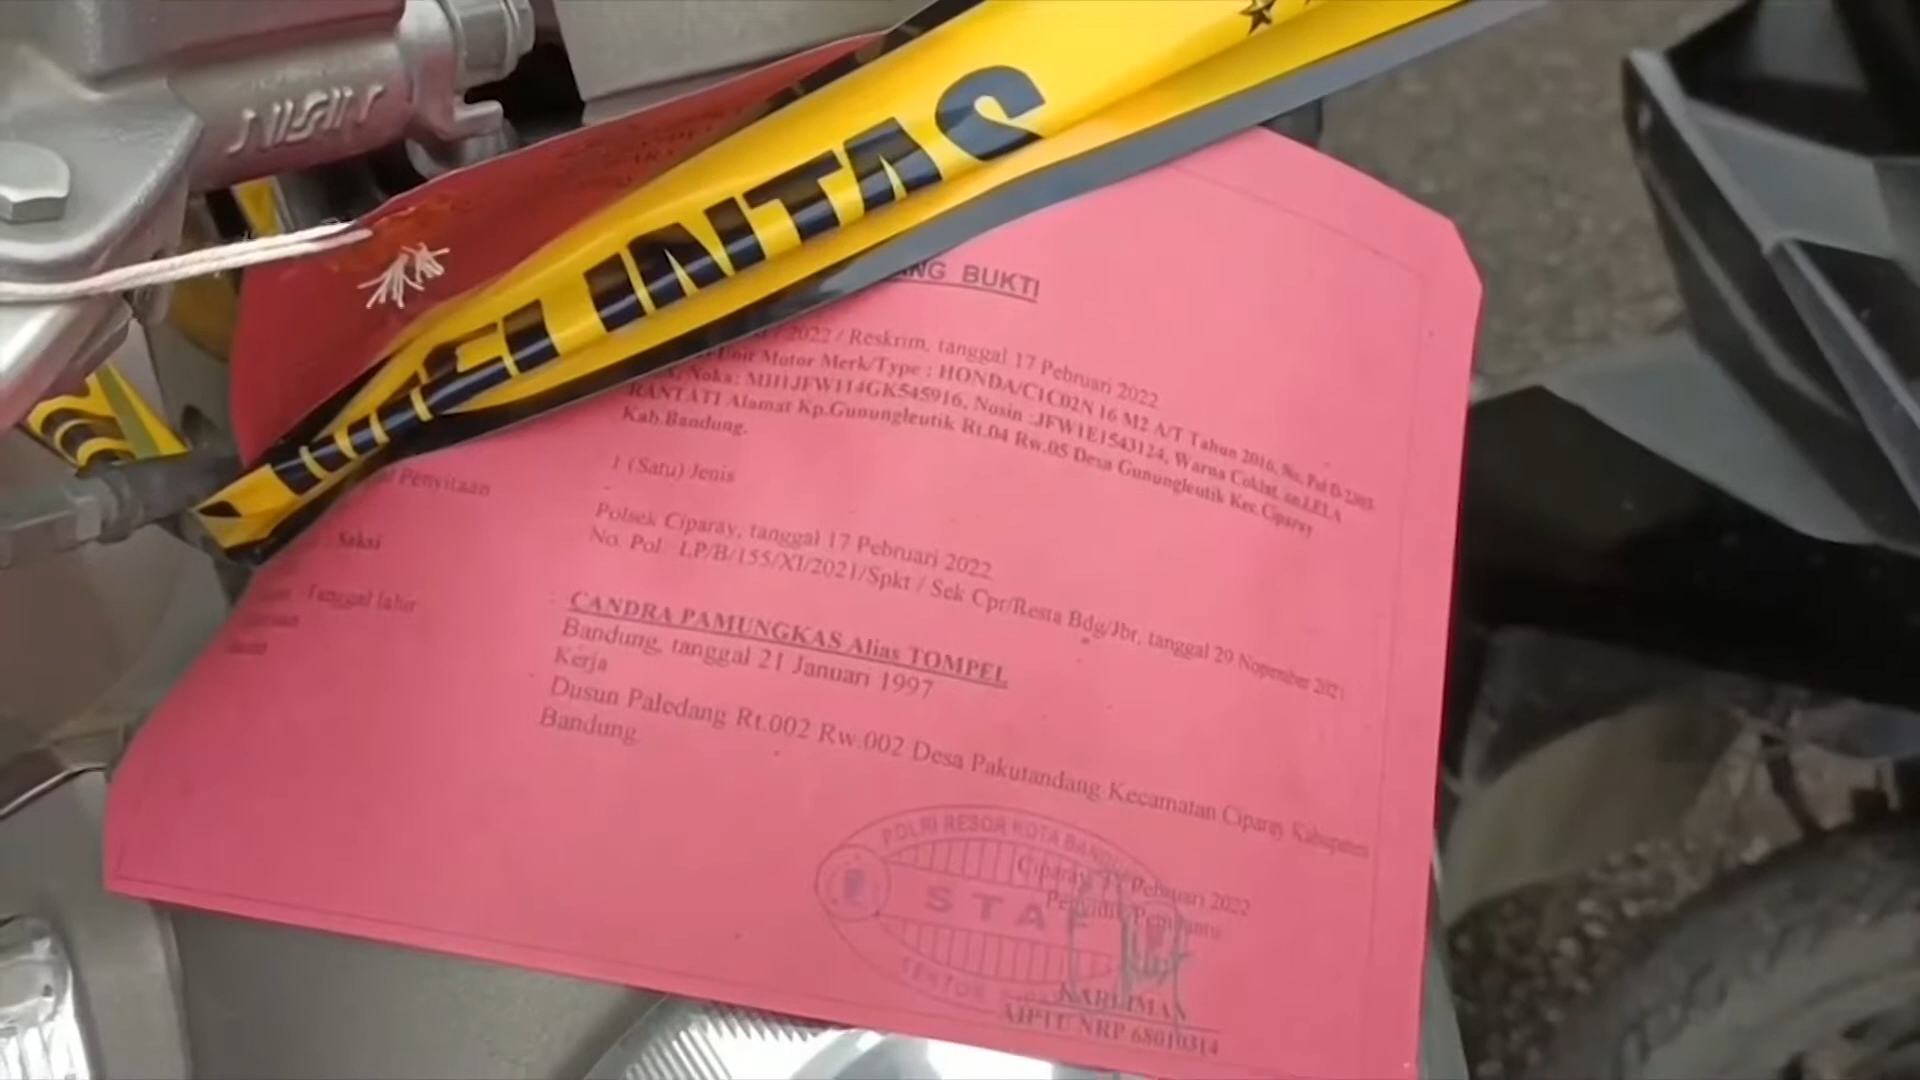 NISSIN
LINTAS
ANG BUKTI
/ 2022 / Reskrim, tanggal 17 Pebruari 2022
Unit Motor Merk/Type : HONDA/C1C02N 16 M2 A/T Tahun 2016, No. Pol D-2303
Noka: MH1JFW114GK545916, Nosin :JFW1E1543124, Warna Coklat, an.LELA
RANTATI Alamat Kp.Gunungleutik Rt.04 Rw.05 Desa Gunungleutik Kec.Ciparay
Kab.Bandung.
1 (Satu) Jenis
Penyitaan
Polsek Ciparay, tanggal 17 Pebruari 2022
No. Pol LP/B/155/XI/2021/Spkt / Sek Cpr/Resta Bdg/Jbr, tanggal 29 Nopember 2021
Saksi
CANDRA PAMUNGKAS Alias TOMPEL
Tanggal lahir
Bandung, tanggal 21 Januari 1997
Kerja
Dusun Paledang Rt.002 Rw.002 Desa Pakutandang Kecamatan Ciparay Kabupaten
Bandung
POLRI RESOR KOTA BANDUNG
STAF
Ciparay, 17 Pebruari 2022
Penyidik Pembantu
KARLIMAN
AIPTU NRP 68010314